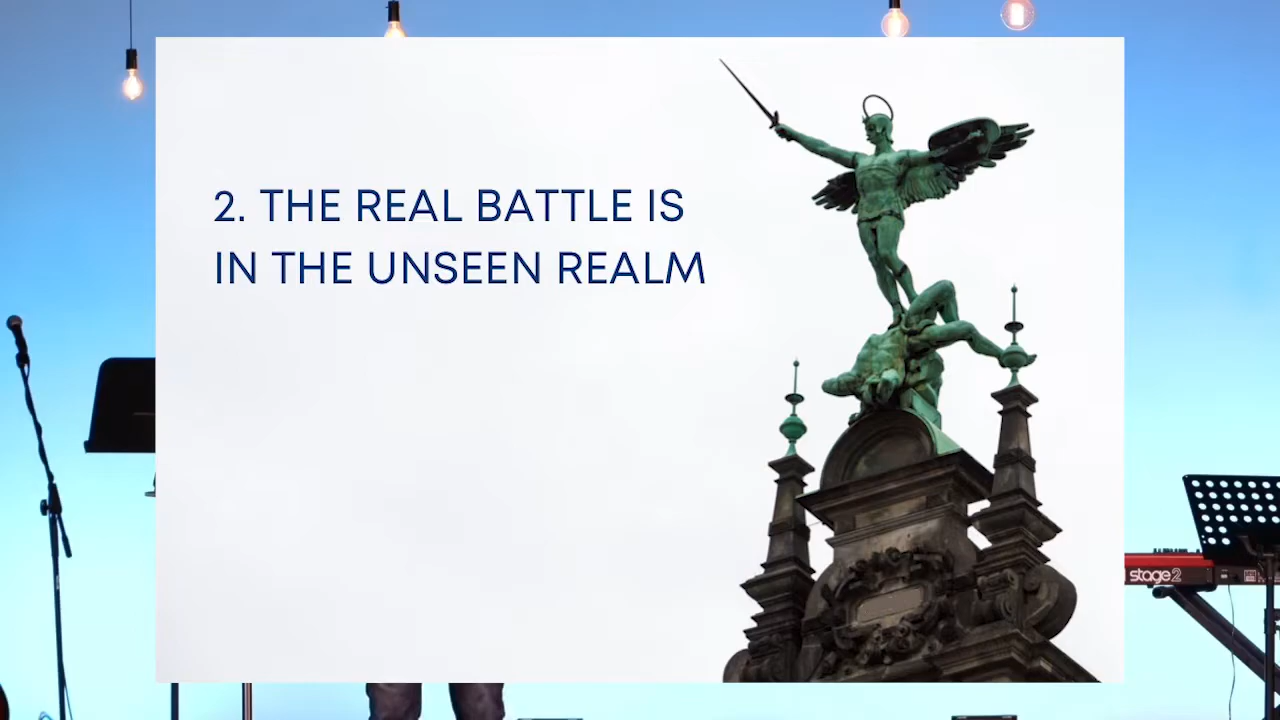 2. THE REAL BATTLE IS
IN THE UNSEEN REALM
stage2